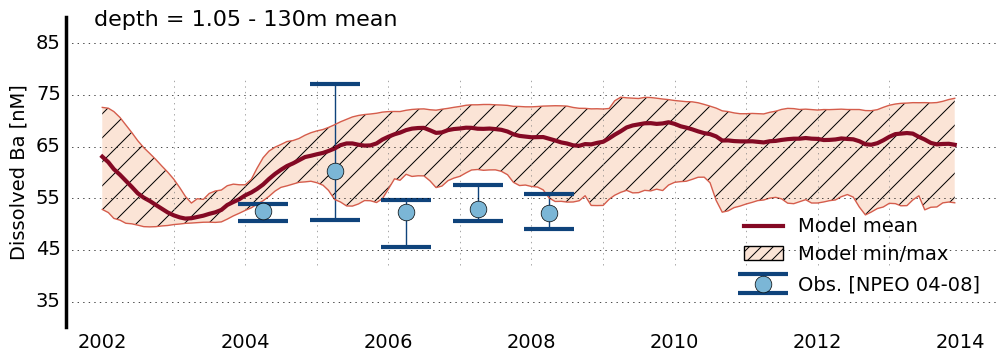 depth = 1.05 - 130m mean
Dissolved Ba [nM]
85
75
65
55
45
35
Model mean
Model min/max
Obs. [NPEO 04-08]
2002 2004 2006 2008 2010 2012 2014